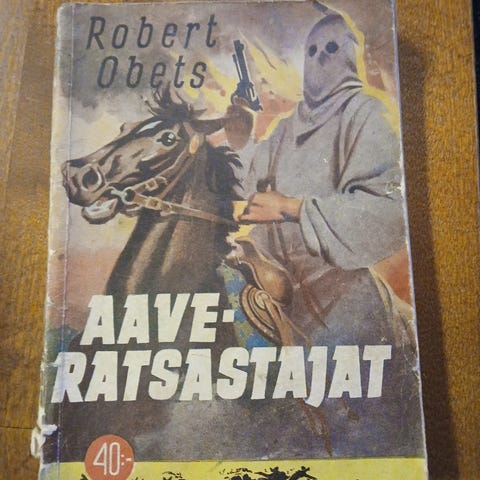 Robert
Obets
AAVE-
RATSASTAJAT
40:-